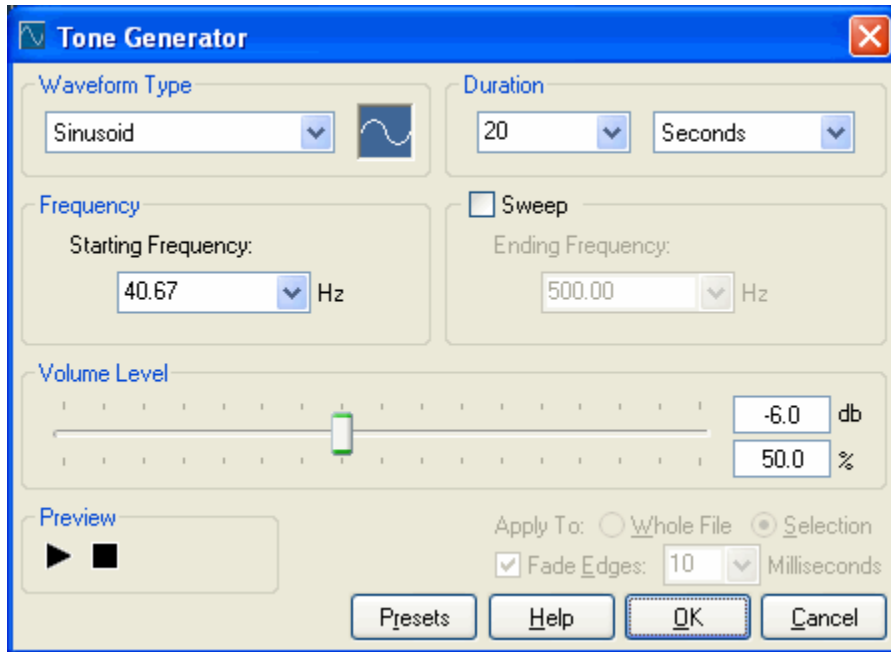 Tone Generator
Waveform Type
Sinusoid
Duration
20 Seconds
Frequency
Starting Frequency:
40.67 Hz
Sweep
Ending Frequency:
500.00 Hz
Volume Level
-6.0 db
50.0 %
Preview
Apply To: Whole File Selection
Fade Edges: 10 Milliseconds
Presets Help OK Cancel